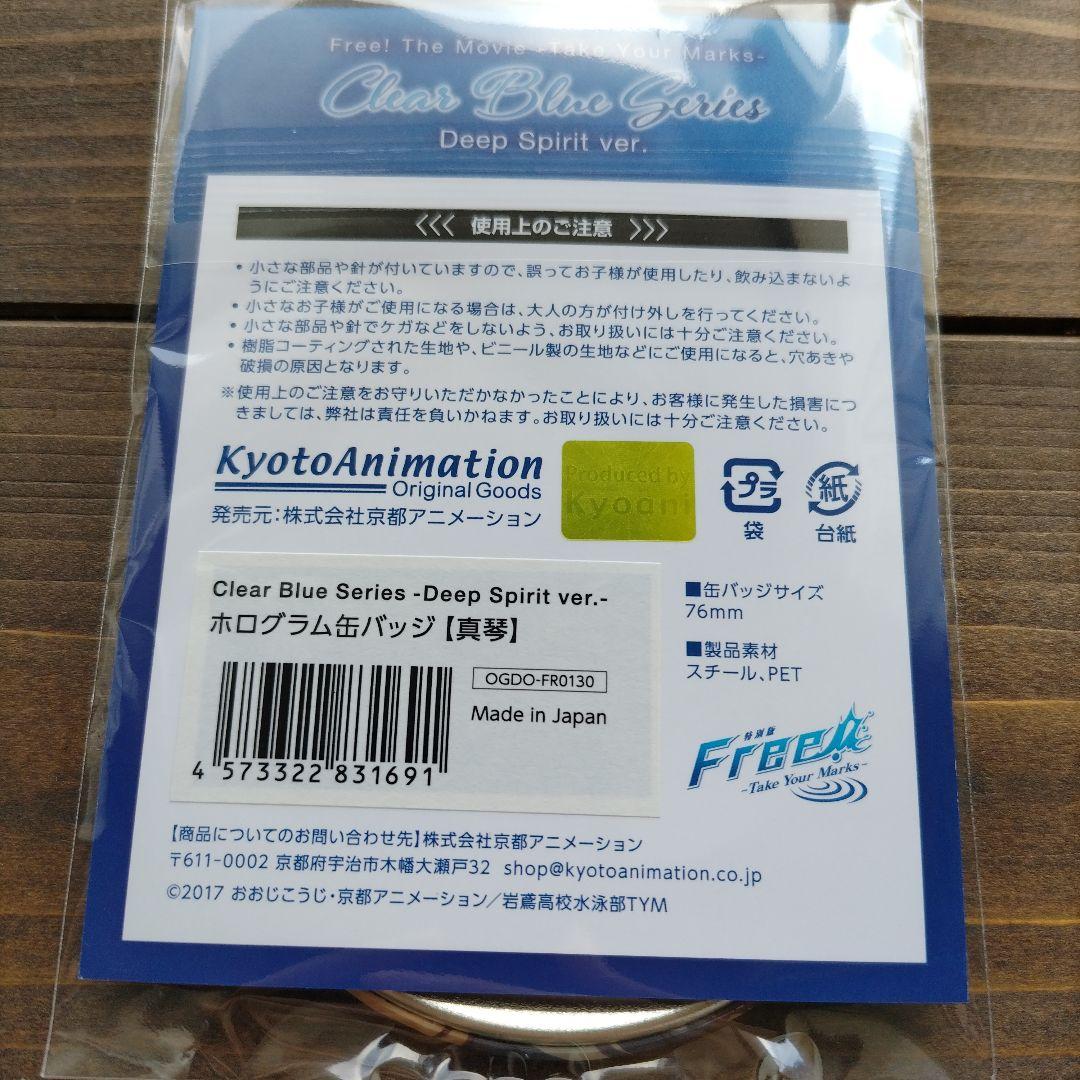 Free! The Movie -Take Your Marks-
Clear Blue Series
Deep Spirit ver.
使用上のご注意
• 小さな部品や針が付いていますので、誤ってお子様が使用したり、飲み込まないよ
うにご注意ください。
• 小さなお子様がご使用になる場合は、大人の方が付け外しを行ってください。
• 小さな部品や針でケガなどをしないよう、お取り扱いには十分ご注意ください。
• 樹脂コーティングされた生地や、ビニール製の生地などにご使用になると、穴あきや
破損の原因となります。
※使用上のご注意をお守りいただかなかったことにより、お客様に発生した損害につ
きましては、弊社は責任を負いかねます。お取り扱いには十分ご注意ください。
KyotoAnimation
Original Goods
発売元:株式会社京都アニメーション
Produced by
Kyoani
プラ
袋
紙
台紙
Clear Blue Series -Deep Spirit ver.-
ホログラム缶バッジ【真琴】
OGDO-FR0130
Made in Japan
4 573322 831691
■缶バッジサイズ
76mm
■製品素材
スチール、PET
特別版
Free!
-Take Your Marks-
【商品についてのお問い合わせ先】株式会社京都アニメーション
〒611-0002 京都府宇治市木幡大瀬戸32 shop@kyotoanimation.co.jp
©2017 おおじこうじ・京都アニメーション/岩鳶高校水泳部TYM